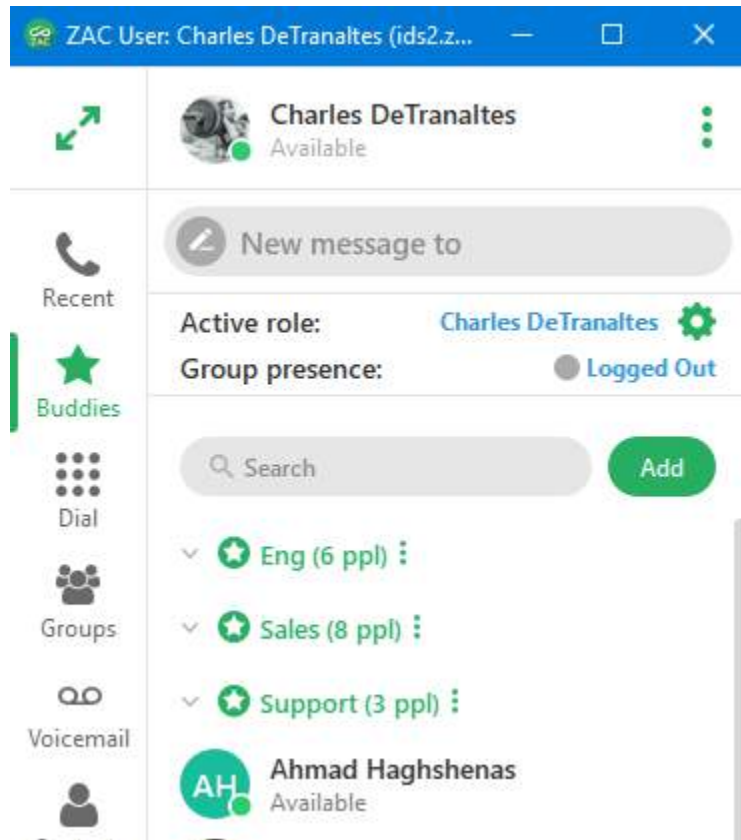 ZAC User: Charles DeTranaltes (ids2.z...
Charles DeTranaltes
Available
New message to
Recent
Active role: Charles DeTranaltes
Group presence: Logged Out
Buddies
Search Add
Dial
Eng (6 ppl)
Groups
Sales (8 ppl)
Support (3 ppl)
Voicemail
AH Ahmad Haghshenas
Available